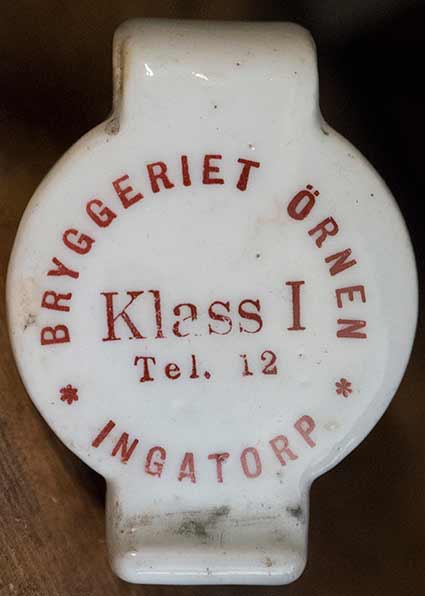 BRYGGERIET ÖRNEN
Klass I
Tel. 12
* INGATORP *